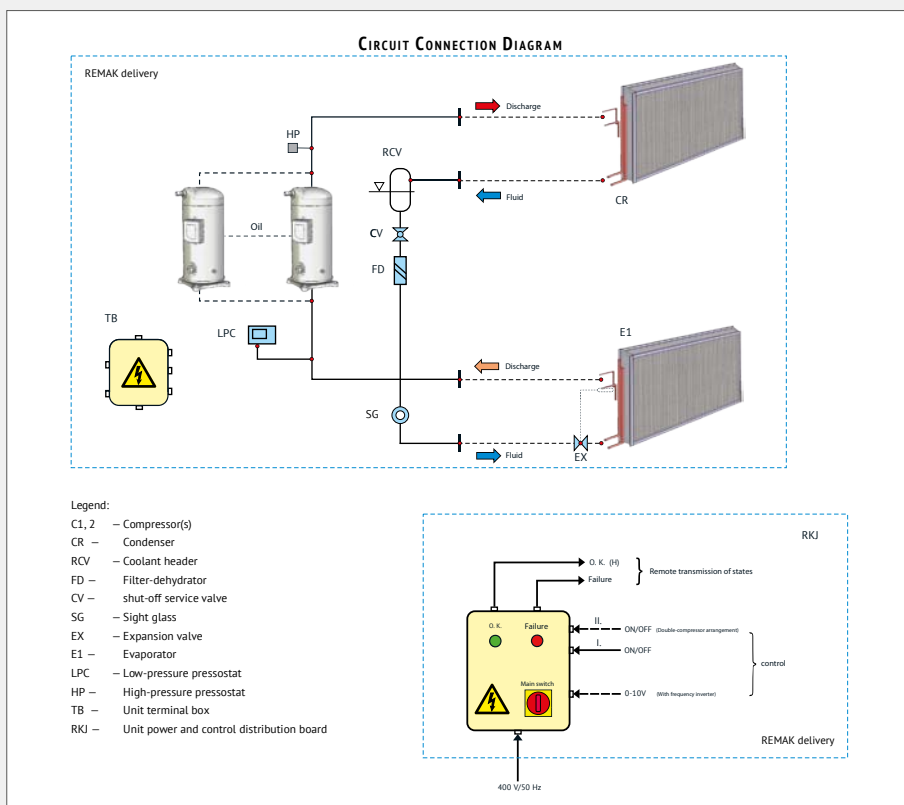 CIRCUIT CONNECTION DIAGRAM
REMAK delivery
Discharge
HP
RCV
Fluid
CR
Oil
CV
FD
TB
LPC
E1
Discharge
SG
Fluid
EX
Legend:
C1, 2 – Compressor(s)
CR – Condenser
RCV – Coolant header
FD – Filter-dehydrator
CV – shut-off service valve
SG – Sight glass
EX – Expansion valve
E1 – Evaporator
LPC – Low-pressure pressostat
HP – High-pressure pressostat
TB – Unit terminal box
RKJ – Unit power and control distribution board
RKJ
O. K. (H)
Remote transmission of states
Failure
O. K. Failure
II.
ON/OFF (Double-compressor arrangement)
I.
ON/OFF
control
Main switch
0-10V (With frequency inverter)
REMAK delivery
400 V/50 Hz